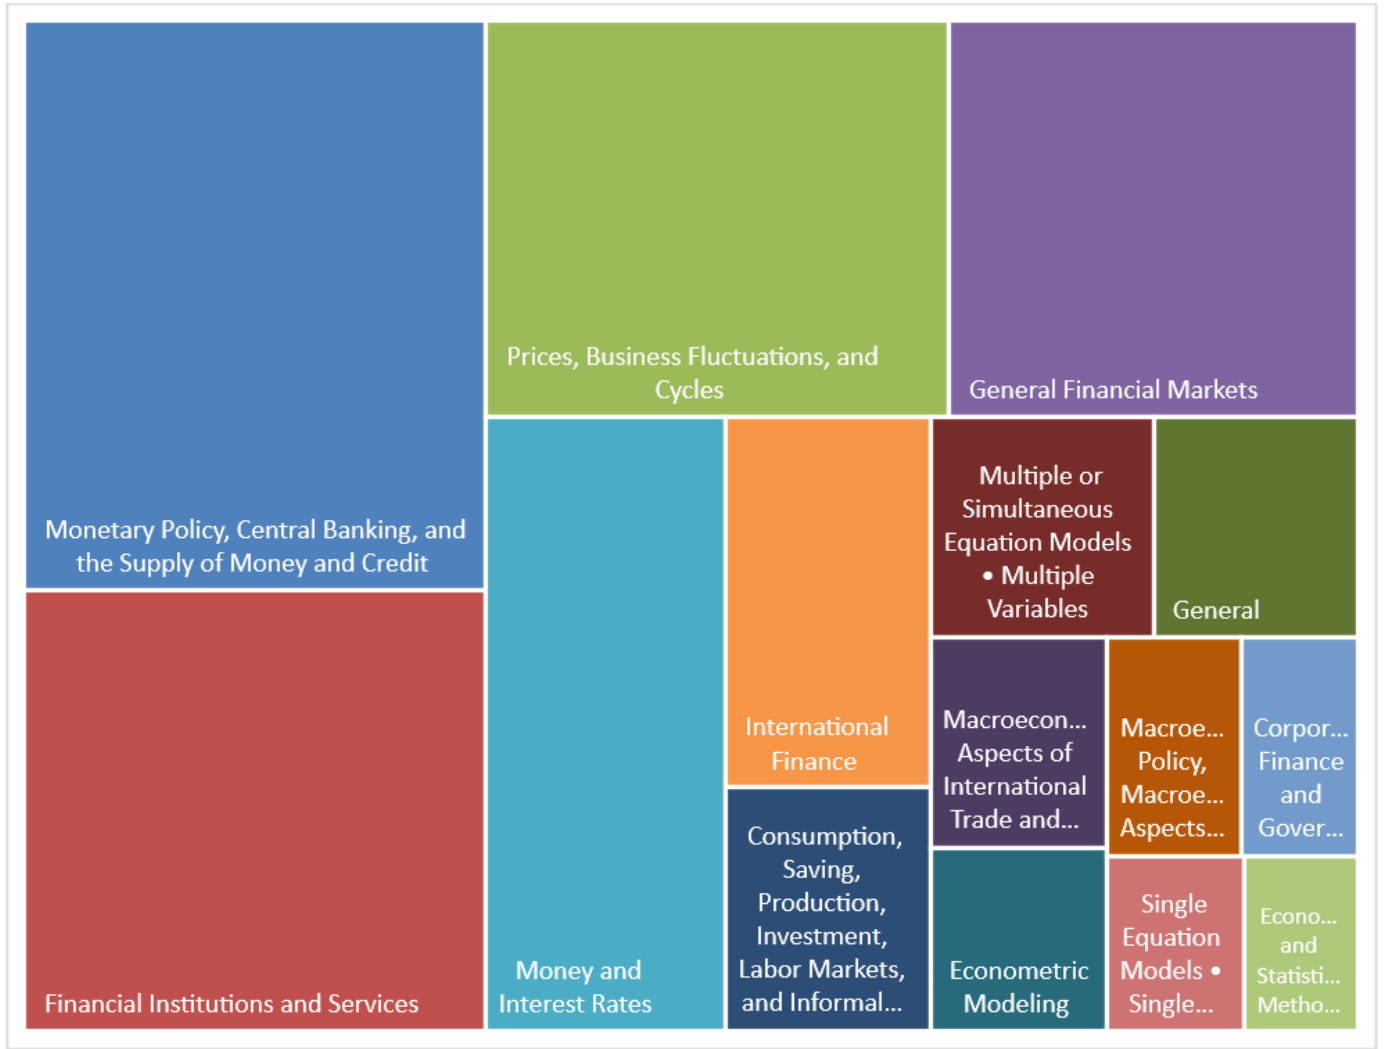 Monetary Policy, Central Banking, and
the Supply of Money and Credit
Financial Institutions and Services
Prices, Business Fluctuations, and
Cycles
General Financial Markets
Money and
Interest Rates
International
Finance
Consumption,
Saving,
Production,
Investment,
Labor Markets,
and Informal...
Multiple or
Simultaneous
Equation Models
• Multiple
Variables
General
Macroecon...
Aspects of
International
Trade and...
Macroe...
Policy,
Macroe...
Aspects...
Corpor...
Finance
and
Gover...
Econometric
Modeling
Single
Equation
Models •
Single...
Econo...
and
Statisti...
Metho...